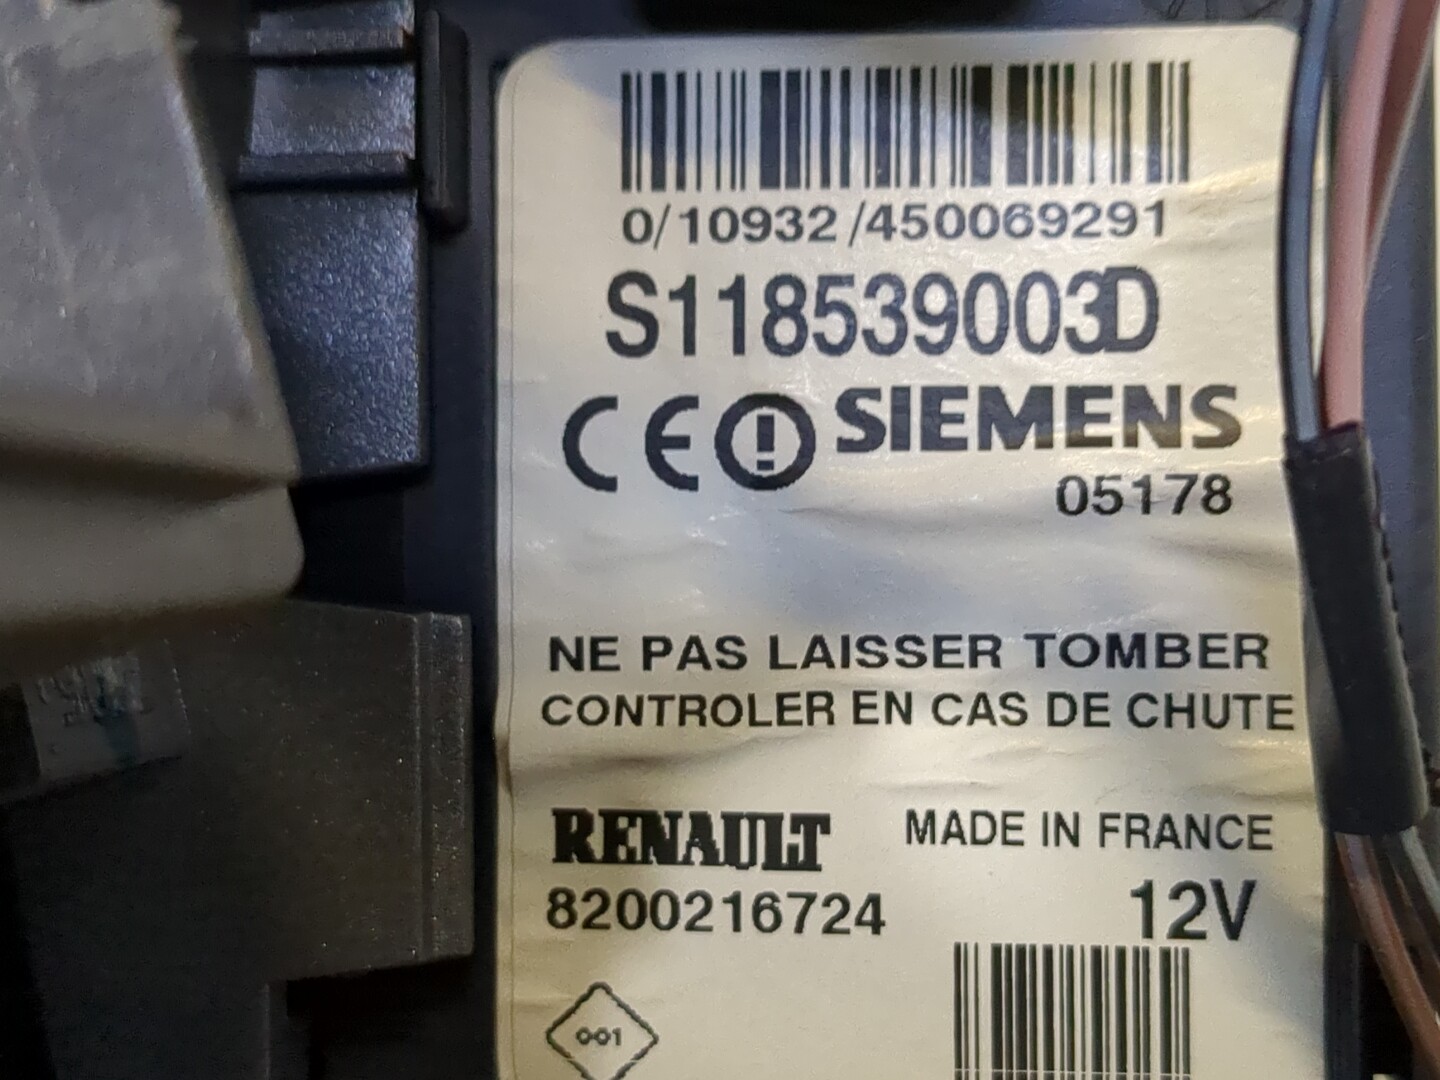 0/10932/450069291
S118539003D
CE ! SIEMENS
05178
NE PAS LAISSER TOMBER
CONTROLER EN CAS DE CHUTE
RENAULT MADE IN FRANCE
8200216724 12V
001